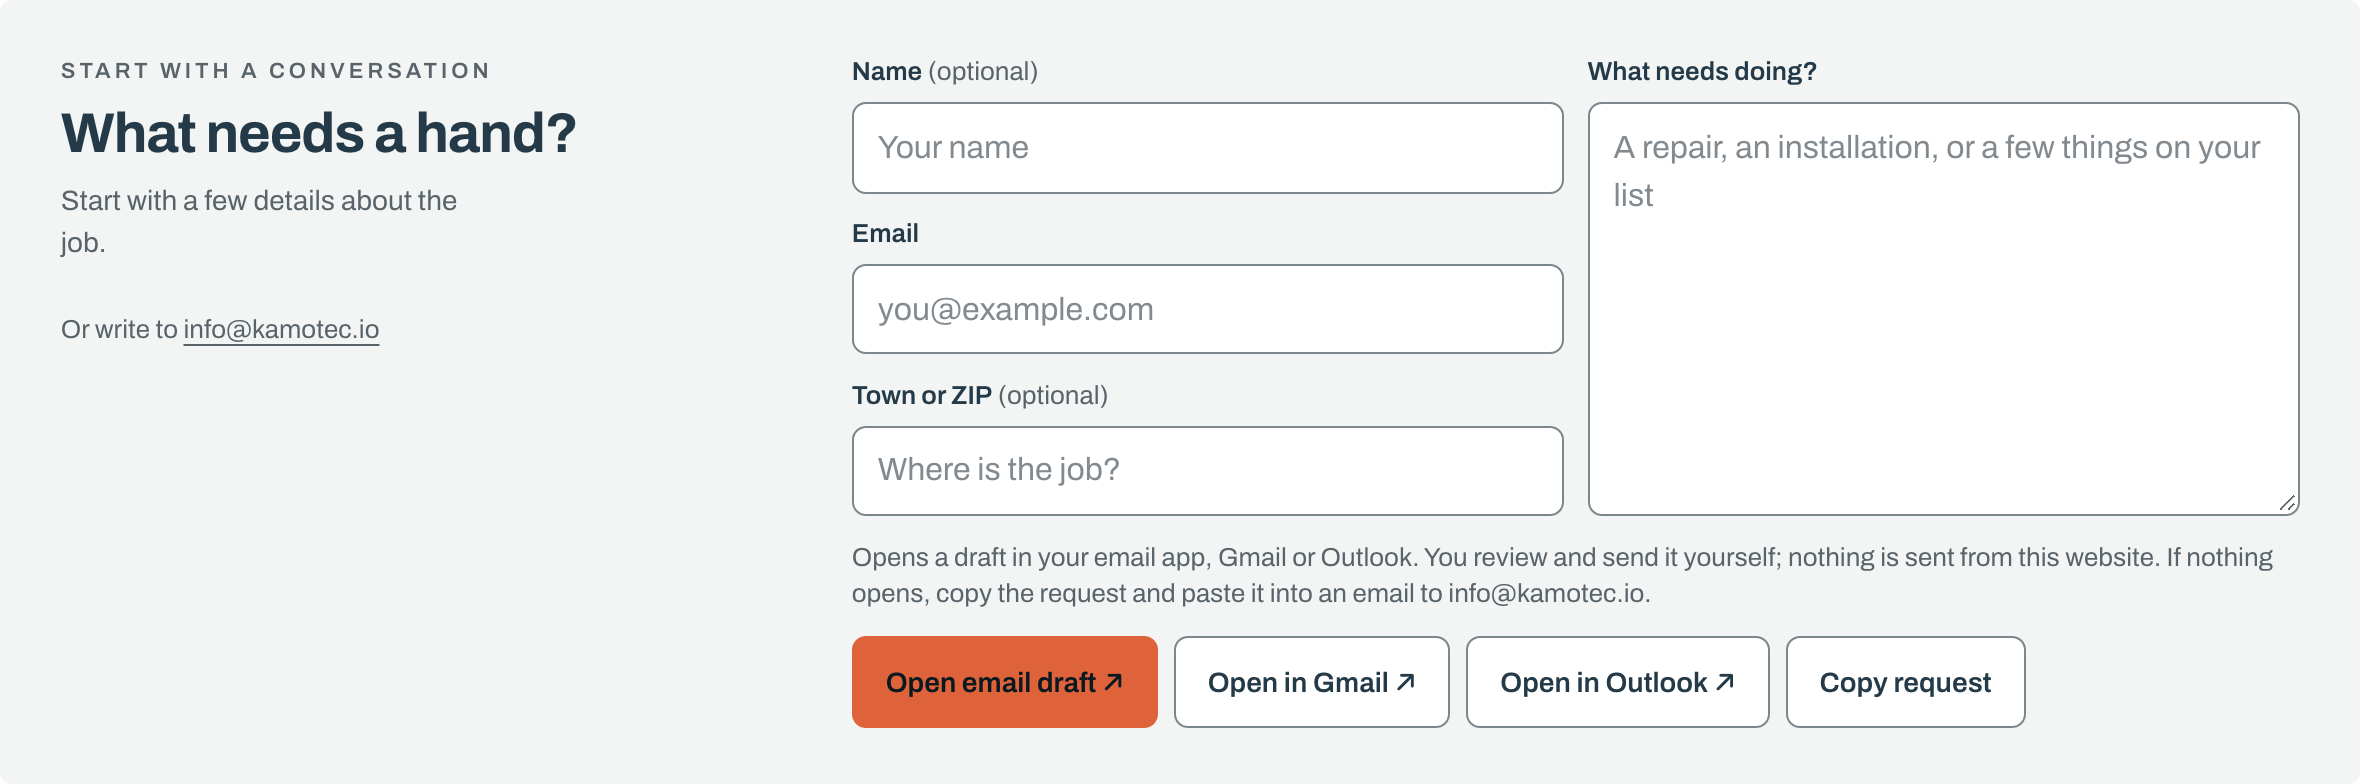 START WITH A CONVERSATION
What needs a hand?
Start with a few details about the
job.
Or write to info@kamotec.io
Name (optional)
Your name
Email
you@example.com
Town or ZIP (optional)
Where is the job?
What needs doing?
A repair, an installation, or a few things on your
list
Opens a draft in your email app, Gmail or Outlook. You review and send it yourself; nothing is sent from this website. If nothing
opens, copy the request and paste it into an email to info@kamotec.io.
Open email draft ↗
Open in Gmail ↗
Open in Outlook ↗
Copy request